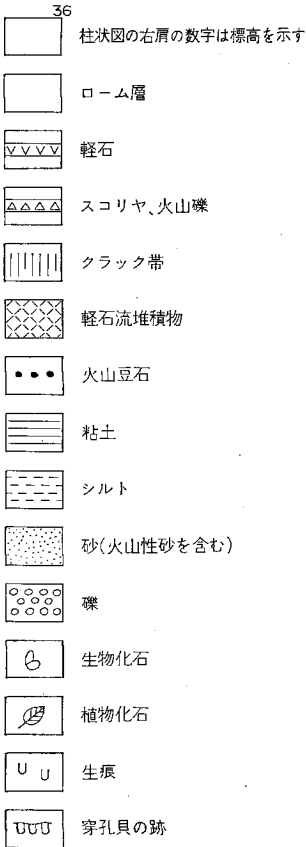 36
柱状図の右肩の数字は標高を示す
ローム層
軽石
スコリヤ、火山礫
クラック帯
軽石流堆積物
火山豆石
粘土
シルト
砂(火山性砂を含む)
礫
生物化石
植物化石
生痕
穿孔貝の跡